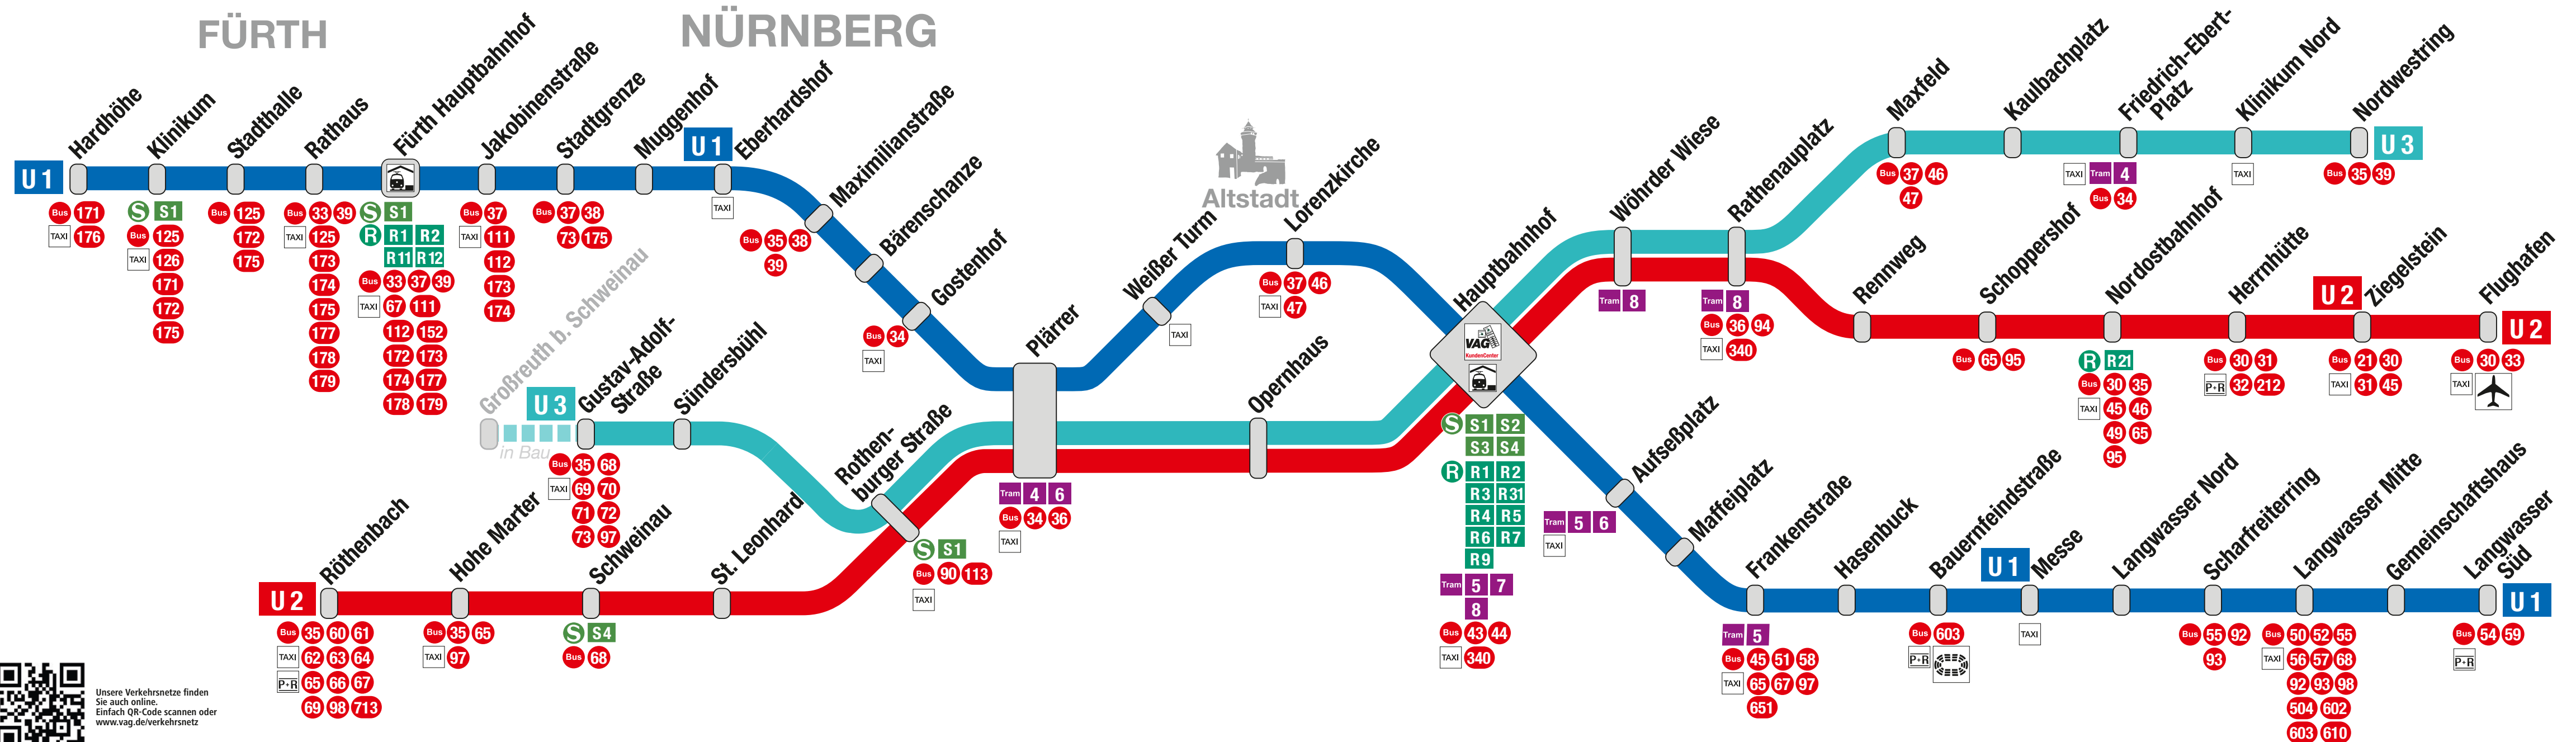 FÜRTH
NÜRNBERG
U1
Hardhöhe
Bus 171
TAXI 176
Klinikum
S S1
Bus 125
TAXI 126
171
172
175
Stadthalle
Bus 125
172
175
Rathaus
Bus 33 39
TAXI 125
173
174
175
177
178
179
Fürth Hauptbahnhof
S S1
R R1 R2
R11 R12
Bus 33 37 39
TAXI 67 111
112 152
172 173
174 177
178 179
Jakobinenstraße
Bus 37
TAXI 111
112
173
174
Stadtgrenze
Bus 37 38
73 175
Muggenhof
U1
Eberhardshof
TAXI
Maximilianstraße
Bus 35 38
39
Bärenschanze
Gostenhof
Bus 34
TAXI
Plärrer
Tram 4 6
Bus 34 36
TAXI
Weißer Turm
TAXI
Altstadt
Lorenzkirche
Bus 37 46
TAXI 47
Opernhaus
Hauptbahnhof
VAG
KundenCenter
S S1 S2
S3 S4
R R1 R2
R3 R31
R4 R5
R6 R7
R9
Tram 5 7
8
Bus 43 44
TAXI 340
Wöhrder Wiese
Tram 8
Rathenauplatz
Tram 8
Bus 36 94
TAXI 340
Maxfeld
Bus 37 46
47
Kaulbachplatz
Friedrich-Ebert-
Platz
TAXI Tram 4
Bus 34
Klinikum Nord
TAXI
Nordwestring
Bus 35 39
U3
Rennweg
Schoppershof
Bus 65 95
Nordostbahnhof
R R21
Bus 30 35
TAXI 45 46
49 65
95
Herrnhütte
Bus 30 31
P+R 32 212
U2
Ziegelstein
Bus 21 30
TAXI 31 45
Flughafen
Bus 30 33
TAXI
U2
Großreuth b. Schweinau
in Bau
U3
Gustav-Adolf-
Straße
Bus 35 68
TAXI 69 70
71 72
73 97
Sündersbühl
Rothen-
burger Straße
S S1
Bus 90 113
TAXI
U2
Röthenbach
Bus 35 60 61
TAXI 62 63 64
P+R 65 66 67
69 98 713
Hohe Marter
Bus 35 65
TAXI 97
Schweinau
S S4
Bus 68
St. Leonhard
Aufseßplatz
Tram 5 6
TAXI
Maffeiplatz
Frankenstraße
Tram 5
Bus 45 51 58
TAXI 65 67 97
651
Hasenbuck
Bauernfeindstraße
Bus 603
P+R
U1
Messe
TAXI
Langwasser Nord
Scharfreiterring
Bus 55 92
93
Langwasser Mitte
Bus 50 52 55
TAXI 56 57 68
92 93 98
504 602
603 610
Gemeinschaftshaus
Langwasser
Süd
Bus 54 59
P+R
U1
Unsere Verkehrsnetze finden
Sie auch online.
Einfach QR-Code scannen oder
www.vag.de/verkehrsnetz